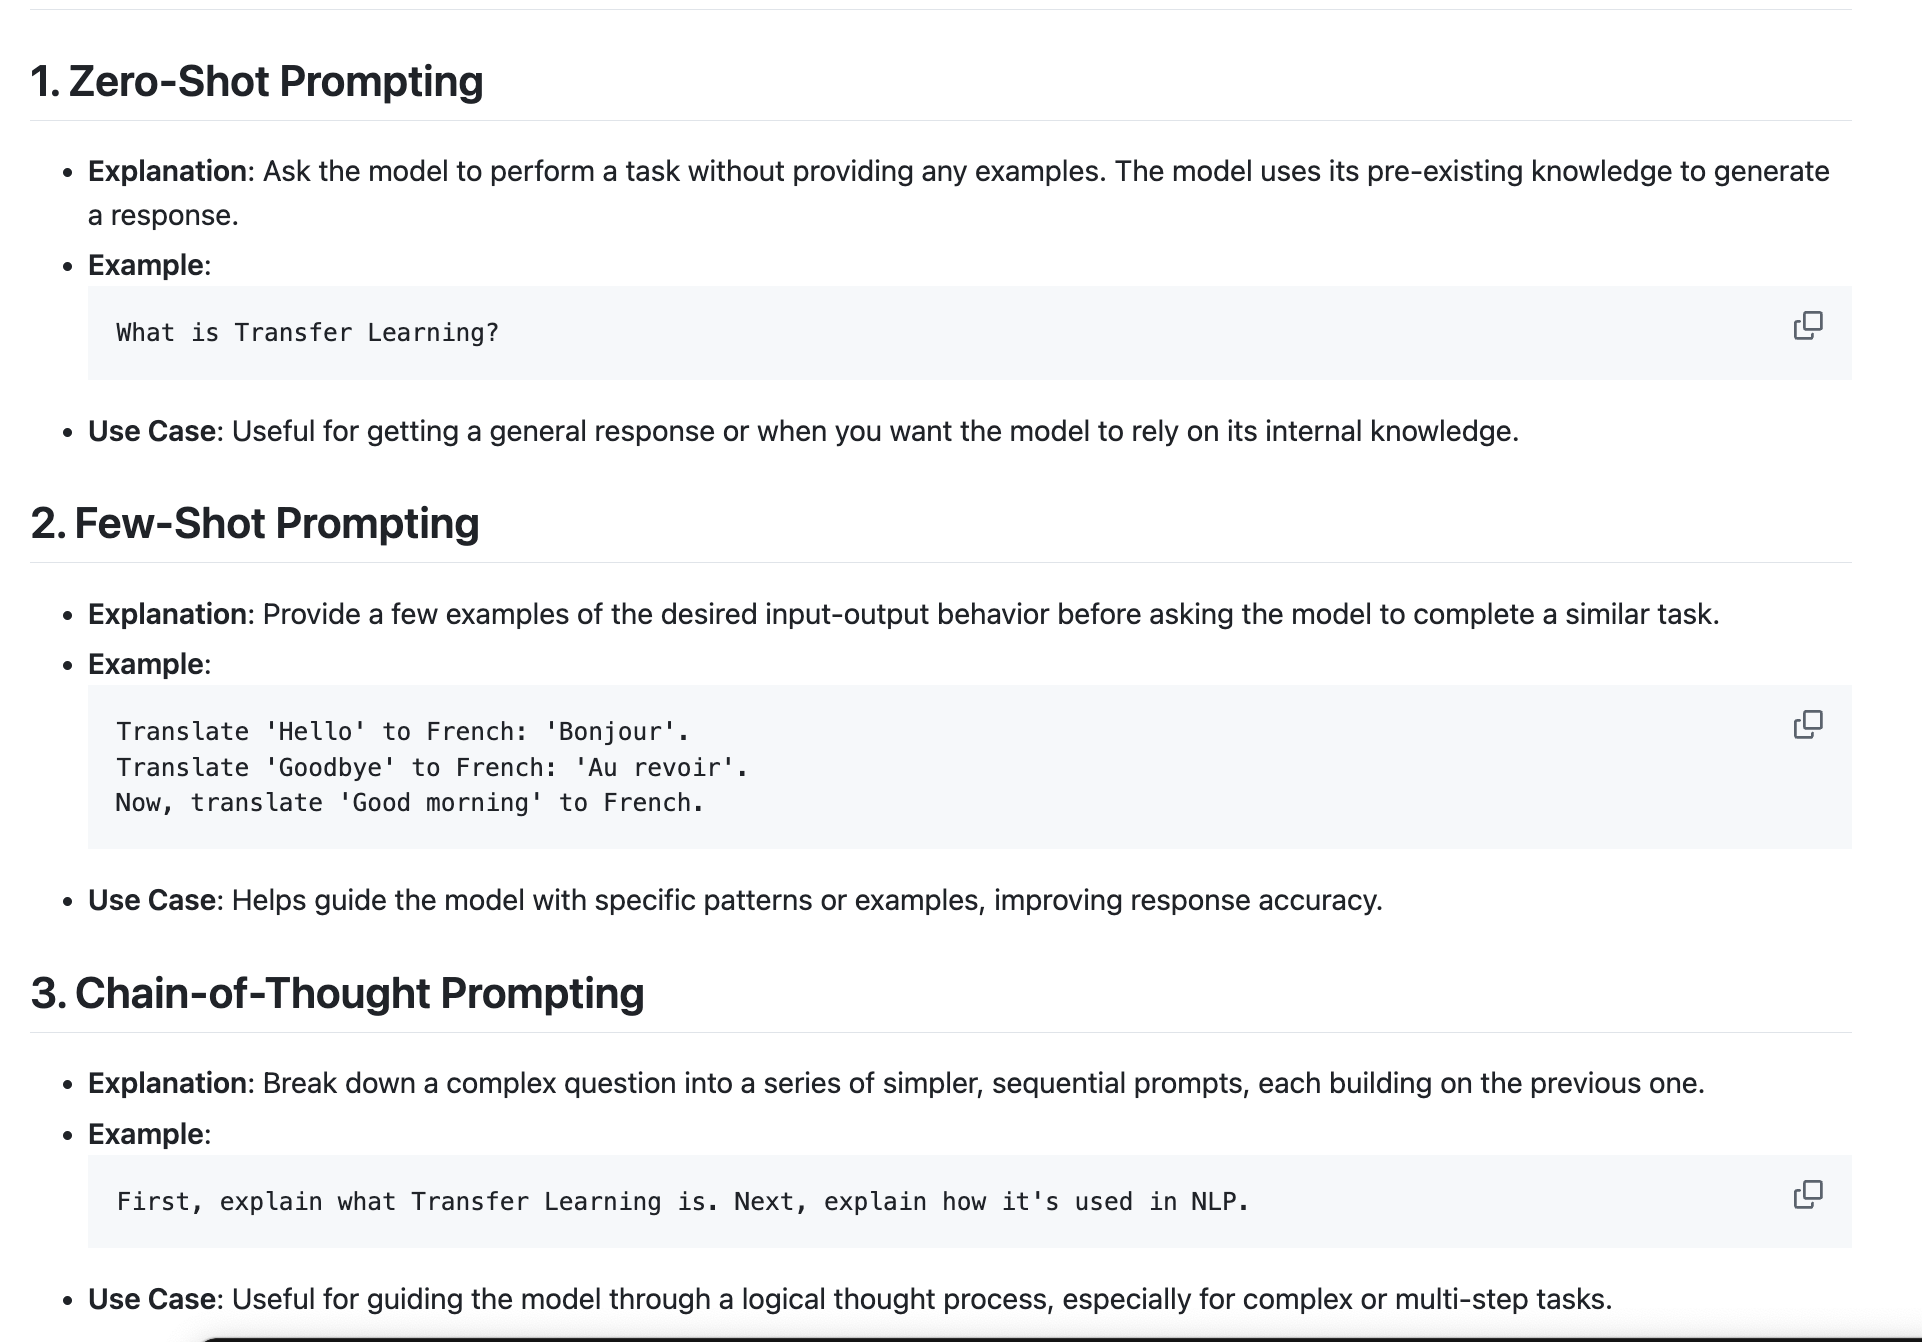 1. Zero-Shot Prompting
• Explanation: Ask the model to perform a task without providing any examples. The model uses its pre-existing knowledge to generate
a response.
• Example:
What is Transfer Learning?
• Use Case: Useful for getting a general response or when you want the model to rely on its internal knowledge.
2. Few-Shot Prompting
• Explanation: Provide a few examples of the desired input-output behavior before asking the model to complete a similar task.
• Example:
Translate 'Hello' to French: 'Bonjour'.
Translate 'Goodbye' to French: 'Au revoir'.
Now, translate 'Good morning' to French.
• Use Case: Helps guide the model with specific patterns or examples, improving response accuracy.
3. Chain-of-Thought Prompting
• Explanation: Break down a complex question into a series of simpler, sequential prompts, each building on the previous one.
• Example:
First, explain what Transfer Learning is. Next, explain how it's used in NLP.
• Use Case: Useful for guiding the model through a logical thought process, especially for complex or multi-step tasks.